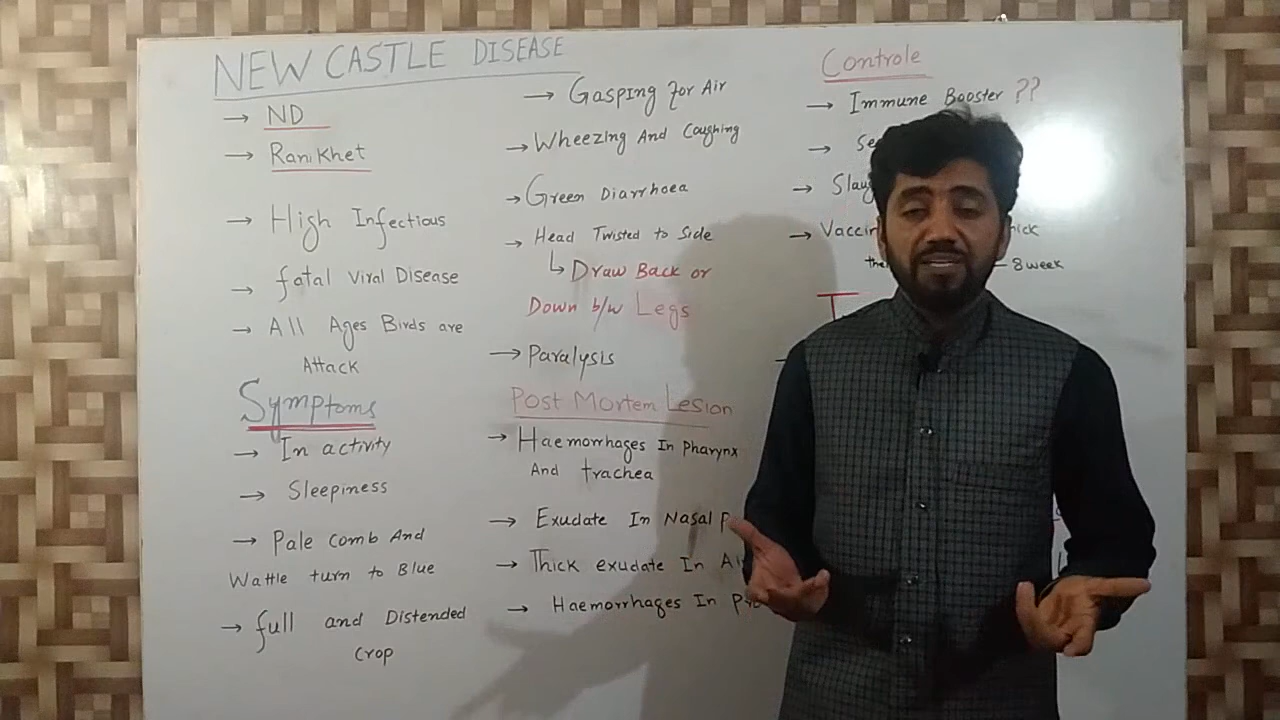 NEW CASTLE DISEASE
→ ND
→ Ranikhet
→ High Infectious
→ fatal Viral Disease
→ All Ages Birds are
Attack
Symptoms
→ In activity
→ Sleepiness
→ Pale comb And
Wattle turn to Blue
→ full and Distended
crop
→ Gasping for Air
→ Wheezing And Coughing
→ Green Diarrhoea
→ Head Twisted to Side
↳ Draw Back or
Down b/w Legs
→ Paralysis
Post Mortem Lesion
→ Haemorrhages In Pharynx
And trachea
→ Exudate In Nasal
→ Thick exudate In
→ Haemorrhages In
Controle
→ Immune Booster ??
→
→
→
– 8 week